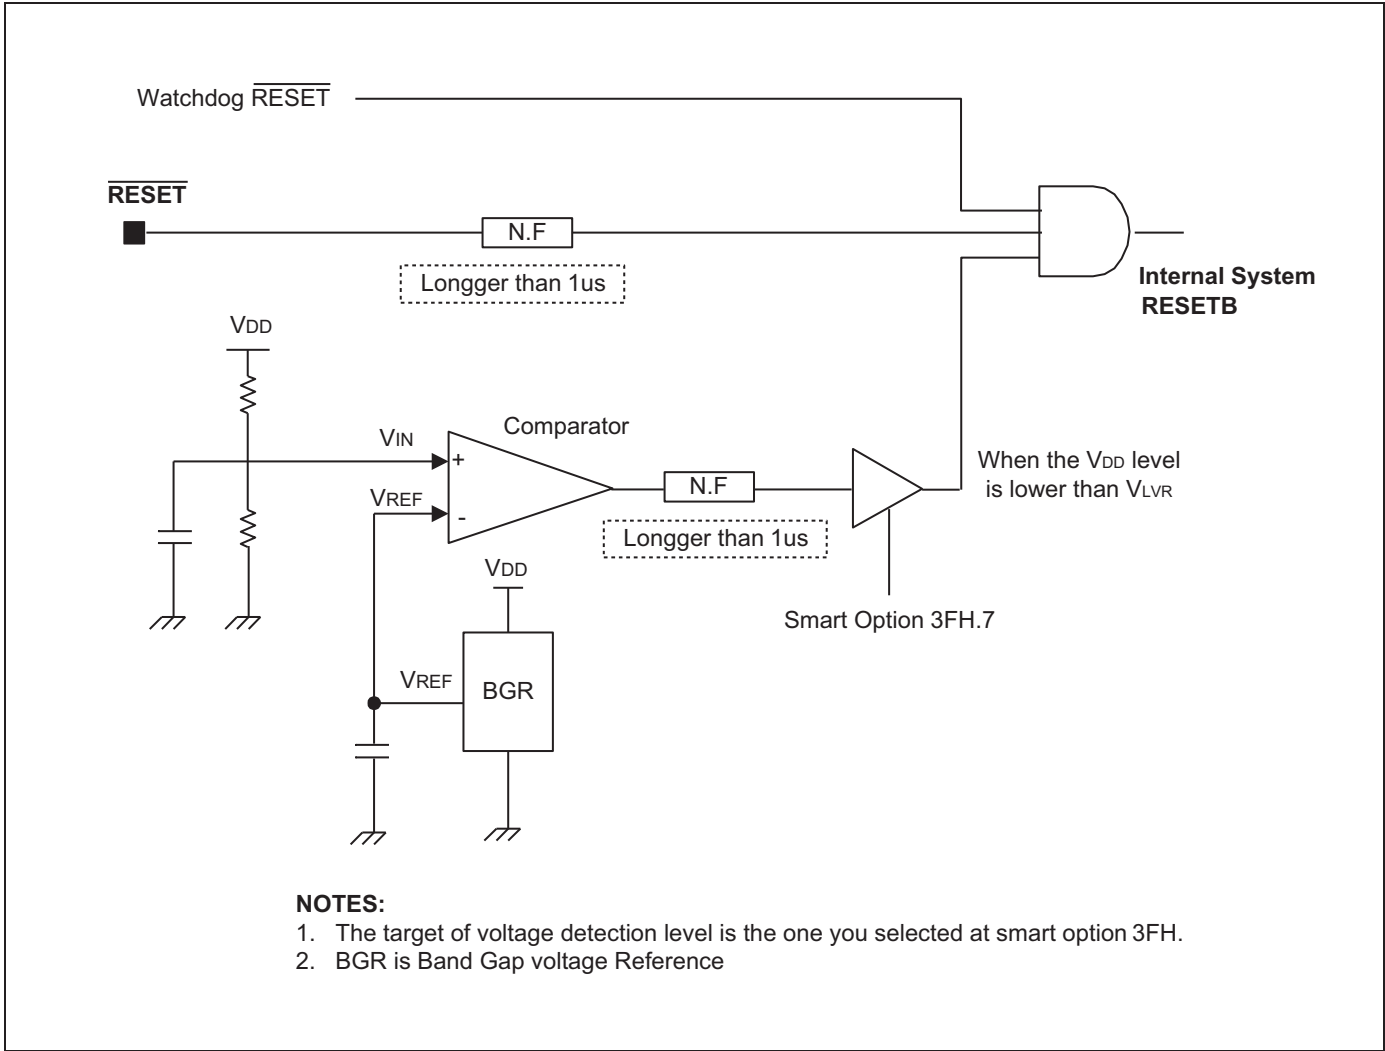 Watchdog RESET
RESET
N.F
Longger than 1us
Internal System
RESETB
VDD
Comparator
VIN
+
VREF
-
N.F
Longger than 1us
When the VDD level
is lower than VLVR
Smart Option 3FH.7
VDD
VREF
BGR
NOTES:
1. The target of voltage detection level is the one you selected at smart option 3FH.
2. BGR is Band Gap voltage Reference